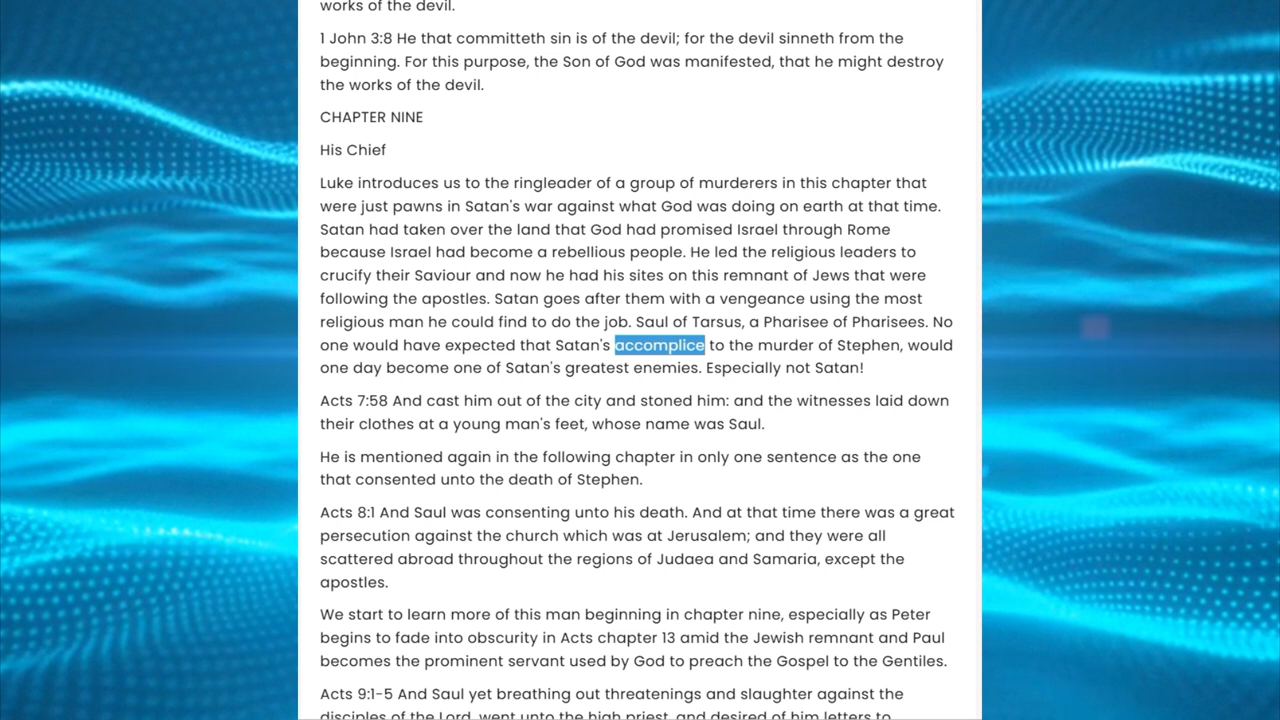 works of the devil.
1 John 3:8 He that committeth sin is of the devil; for the devil sinneth from the
beginning. For this purpose, the Son of God was manifested, that he might destroy
the works of the devil.
CHAPTER NINE
His Chief
Luke introduces us to the ringleader of a group of murderers in this chapter that
were just pawns in Satan's war against what God was doing on earth at that time.
Satan had taken over the land that God had promised Israel through Rome
because Israel had become a rebellious people. He led the religious leaders to
crucify their Saviour and now he had his sites on this remnant of Jews that were
following the apostles. Satan goes after them with a vengeance using the most
religious man he could find to do the job. Saul of Tarsus, a Pharisee of Pharisees. No
one would have expected that Satan's accomplice to the murder of Stephen, would
one day become one of Satan's greatest enemies. Especially not Satan!
Acts 7:58 And cast him out of the city and stoned him: and the witnesses laid down
their clothes at a young man's feet, whose name was Saul.
He is mentioned again in the following chapter in only one sentence as the one
that consented unto the death of Stephen.
Acts 8:1 And Saul was consenting unto his death. And at that time there was a great
persecution against the church which was at Jerusalem; and they were all
scattered abroad throughout the regions of Judaea and Samaria, except the
apostles.
We start to learn more of this man beginning in chapter nine, especially as Peter
begins to fade into obscurity in Acts chapter 13 amid the Jewish remnant and Paul
becomes the prominent servant used by God to preach the Gospel to the Gentiles.
Acts 9:1-5 And Saul yet breathing out threatenings and slaughter against the
disciples of the Lord, went unto the high priest, and desired of him letters to